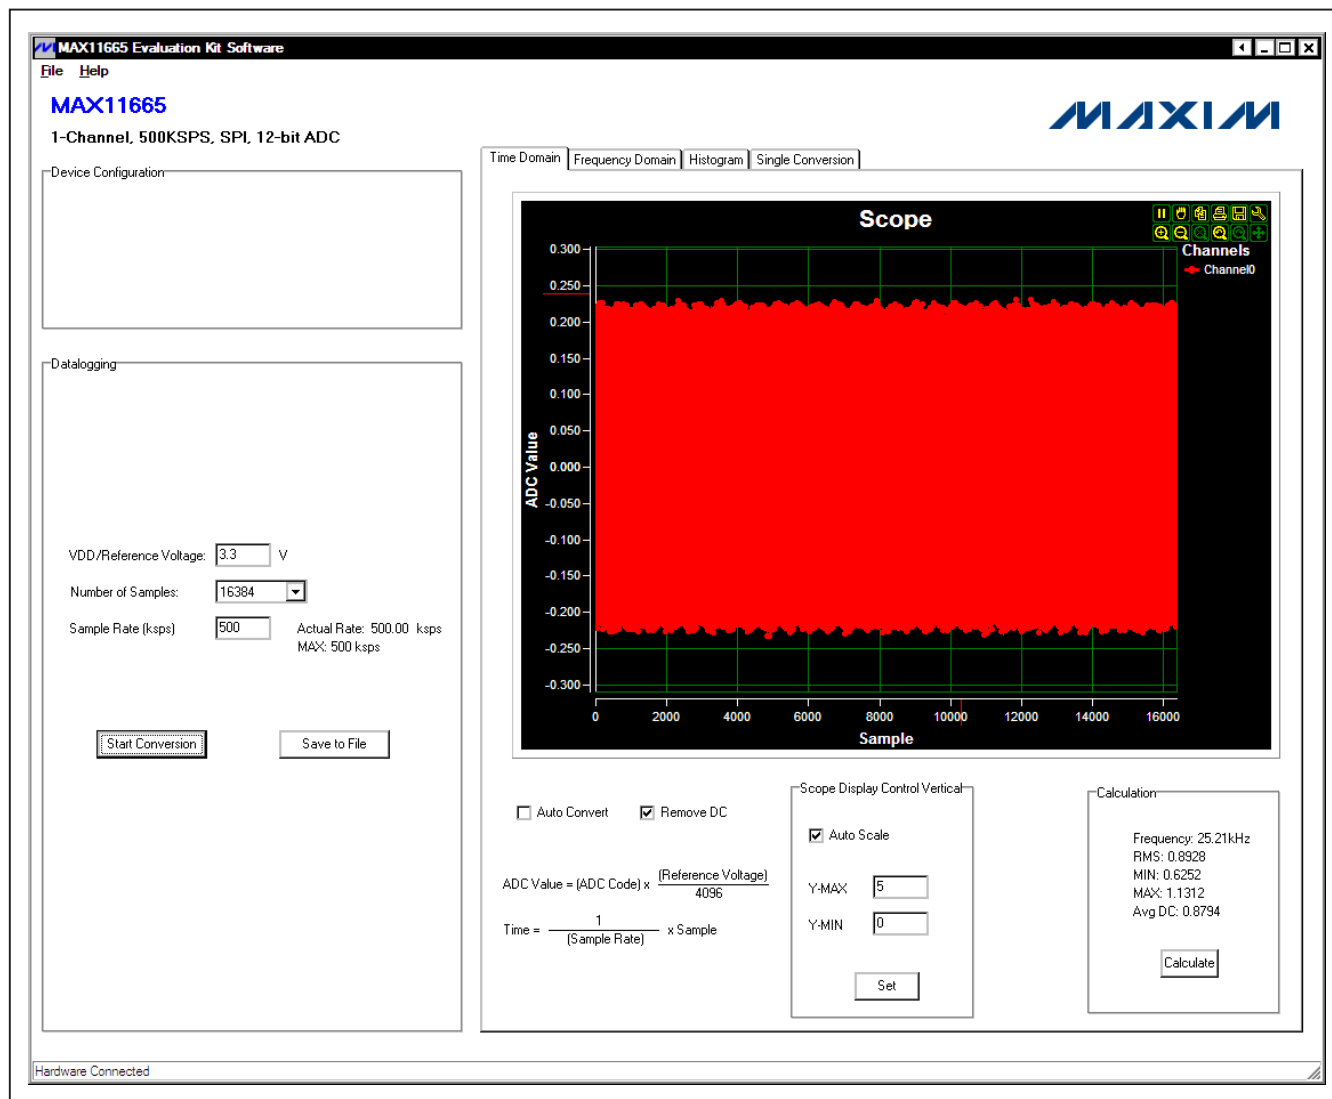 MAX11665 Evaluation Kit Software
File Help
MAX11665
1-Channel, 500KSPS, SPI, 12-bit ADC
MAXIM
Device Configuration
Datalogging
VDD/Reference Voltage: 3.3 V
Number of Samples: 16384
Sample Rate (ksps) 500 Actual Rate: 500.00 ksps
MAX: 500 ksps
Start Conversion Save to File
Time Domain Frequency Domain Histogram Single Conversion
Scope
Channels
Channel0
ADC Value
0.300
0.250
0.200
0.150
0.100
0.050
0.000
-0.050
-0.100
-0.150
-0.200
-0.250
-0.300
0 2000 4000 6000 8000 10000 12000 14000 16000
Sample
Auto Convert Remove DC
ADC Value = (ADC Code) x (Reference Voltage)
4096
Time = 1
(Sample Rate) x Sample
Scope Display Control Vertical
Auto Scale
Y-MAX 5
Y-MIN 0
Set
Calculation
Frequency: 25.21kHz
RMS: 0.8928
MIN: 0.6252
MAX: 1.1312
Avg DC: 0.8794
Calculate
Hardware Connected